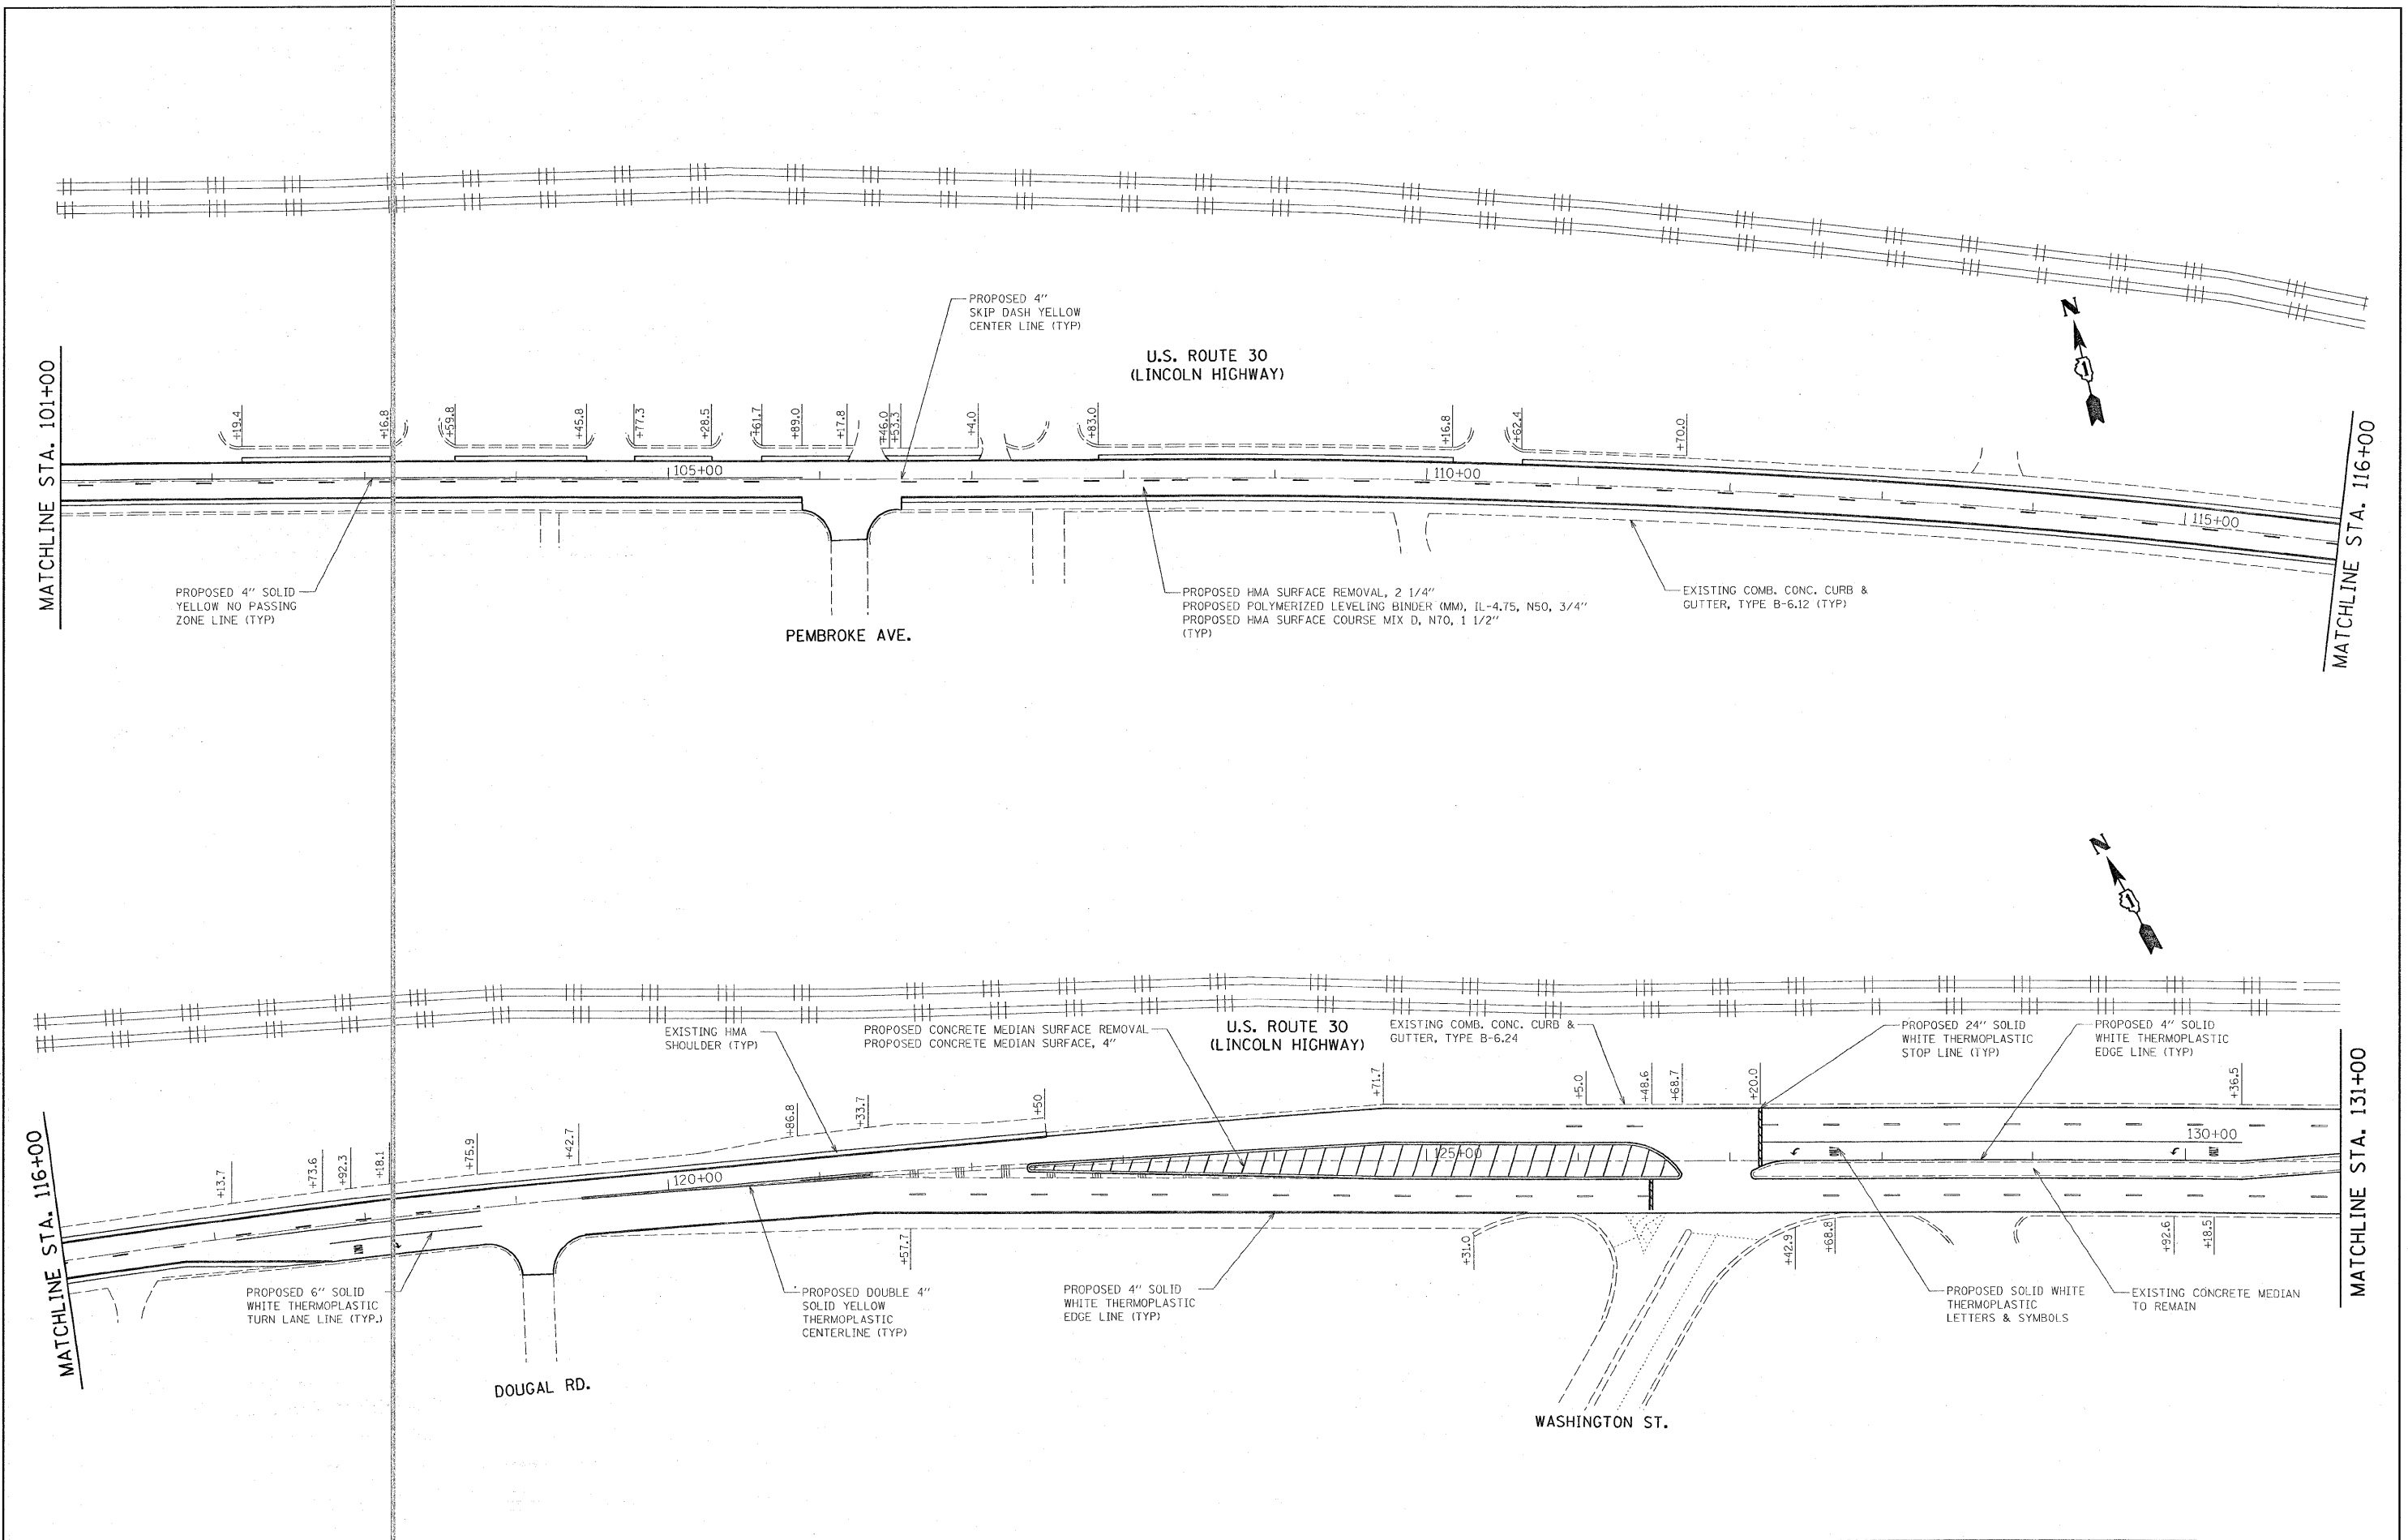 PROPOSED 4"
SKIP DASH YELLOW
CENTER LINE (TYP)
U.S. ROUTE 30
(LINCOLN HIGHWAY)
N
1
MATCHLINE STA. 101+00
+19.4
+16.8
+59.8
+45.8
+77.3
+28.5
+61.7
+89.0
+17.8
+46.0
+53.3
+4.0
+83.0
+16.8
+62.4
+70.0
105+00
110+00
115+00
MATCHLINE STA. 116+00
PROPOSED 4" SOLID
YELLOW NO PASSING
ZONE LINE (TYP)
PEMBROKE AVE.
PROPOSED HMA SURFACE REMOVAL, 2 1/4"
PROPOSED POLYMERIZED LEVELING BINDER (MM), IL-4.75, N50, 3/4"
PROPOSED HMA SURFACE COURSE MIX D, N70, 1 1/2"
(TYP)
EXISTING COMB. CONC. CURB &
GUTTER, TYPE B-6.12 (TYP)
N
1
EXISTING HMA
SHOULDER (TYP)
PROPOSED CONCRETE MEDIAN SURFACE REMOVAL
PROPOSED CONCRETE MEDIAN SURFACE, 4"
U.S. ROUTE 30
(LINCOLN HIGHWAY)
EXISTING COMB. CONC. CURB &
GUTTER, TYPE B-6.24
PROPOSED 24" SOLID
WHITE THERMOPLASTIC
STOP LINE (TYP)
PROPOSED 4" SOLID
WHITE THERMOPLASTIC
EDGE LINE (TYP)
MATCHLINE STA. 116+00
+13.7
+73.6
+92.3
+18.1
+75.9
+42.7
+86.8
+33.7
+50
+71.7
+5.0
+48.6
+68.7
+20.0
+36.5
120+00
125+00
130+00
MATCHLINE STA. 131+00
+57.7
+31.0
+42.9
+68.8
+92.6
+18.5
PROPOSED 6" SOLID
WHITE THERMOPLASTIC
TURN LANE LINE (TYP.)
PROPOSED DOUBLE 4"
SOLID YELLOW
THERMOPLASTIC
CENTERLINE (TYP)
PROPOSED 4" SOLID
WHITE THERMOPLASTIC
EDGE LINE (TYP)
PROPOSED SOLID WHITE
THERMOPLASTIC
LETTERS & SYMBOLS
EXISTING CONCRETE MEDIAN
TO REMAIN
DOUGAL RD.
WASHINGTON ST.